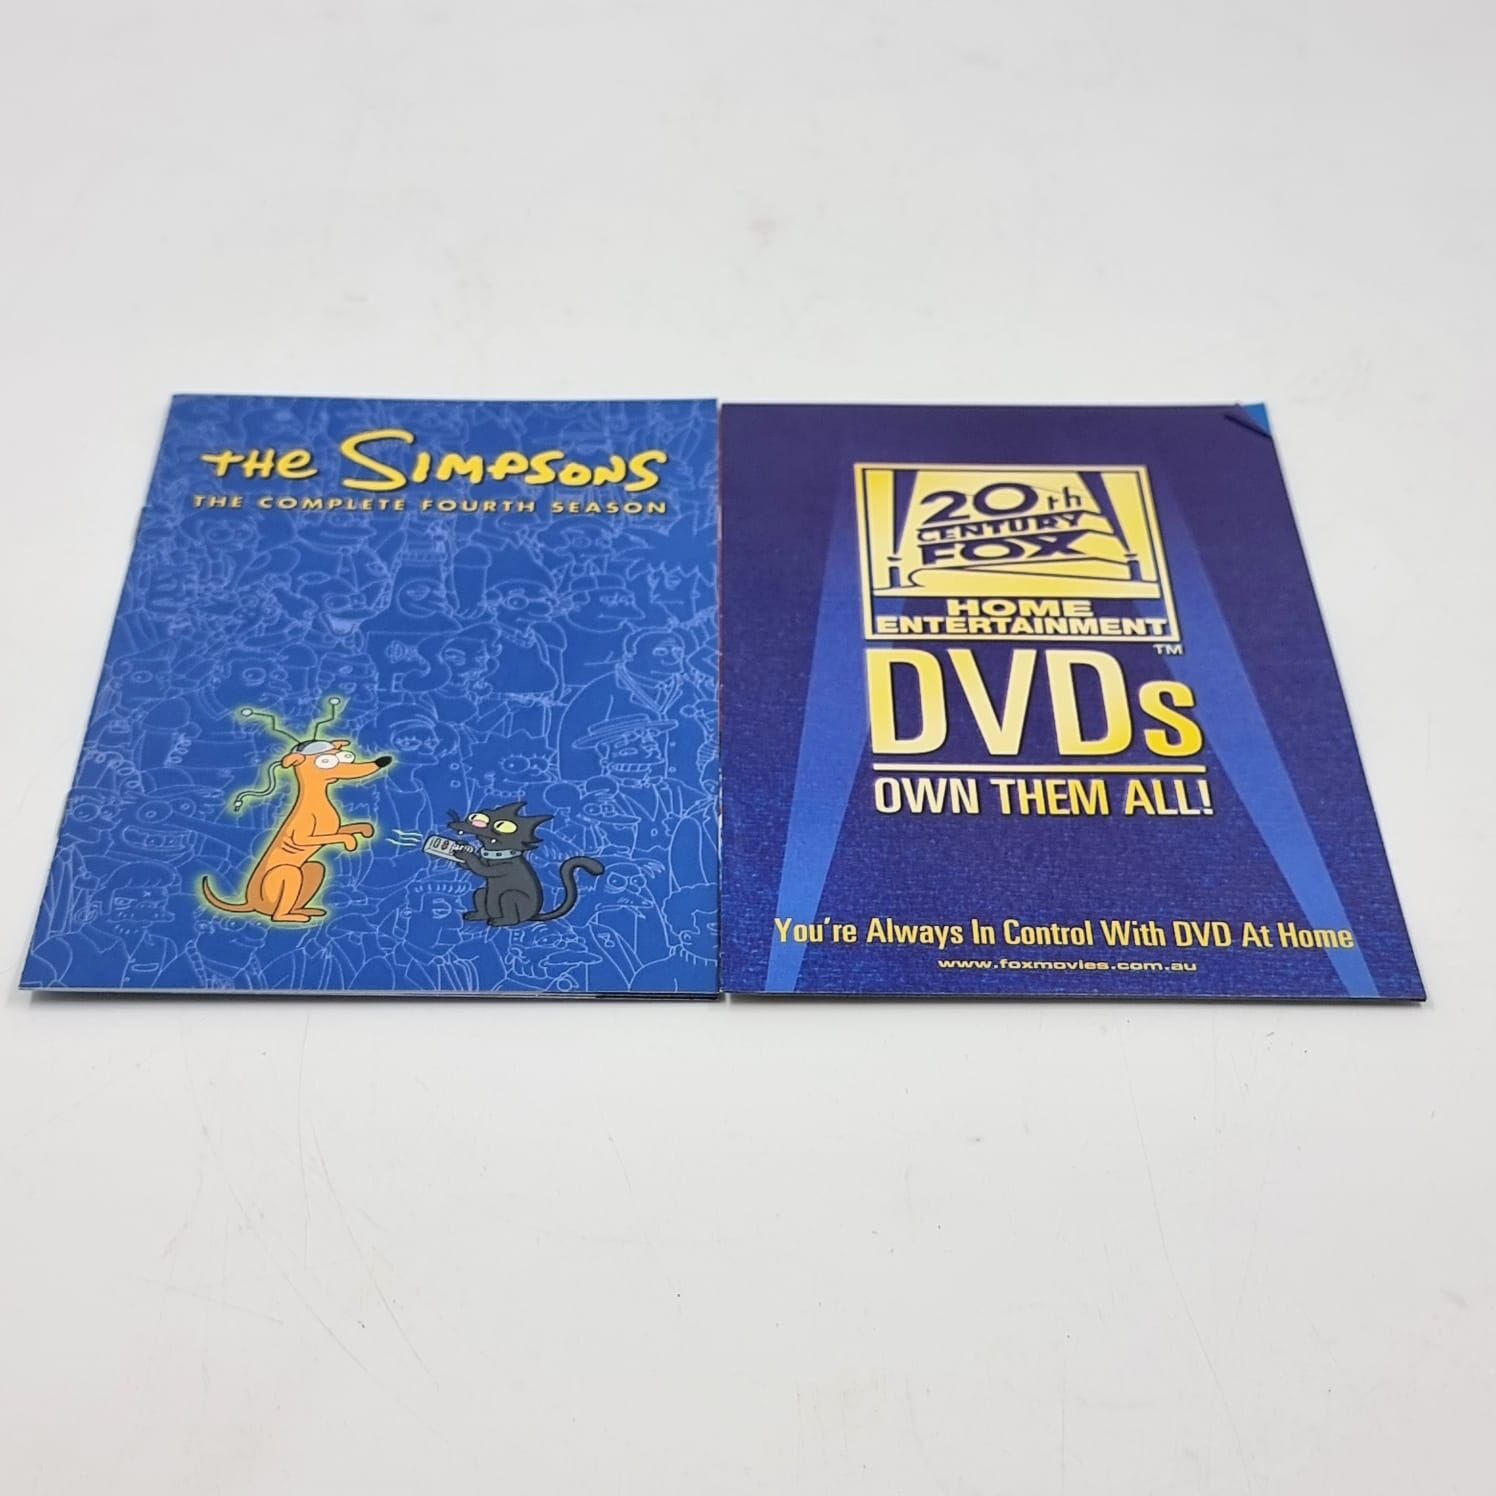 THE SIMPSONS
THE COMPLETE FOURTH SEASON
20th
CENTURY
FOX
HOME
ENTERTAINMENT
TM
DVDs
OWN THEM ALL!
You're Always In Control With DVD At Home
www.foxmovies.com.au